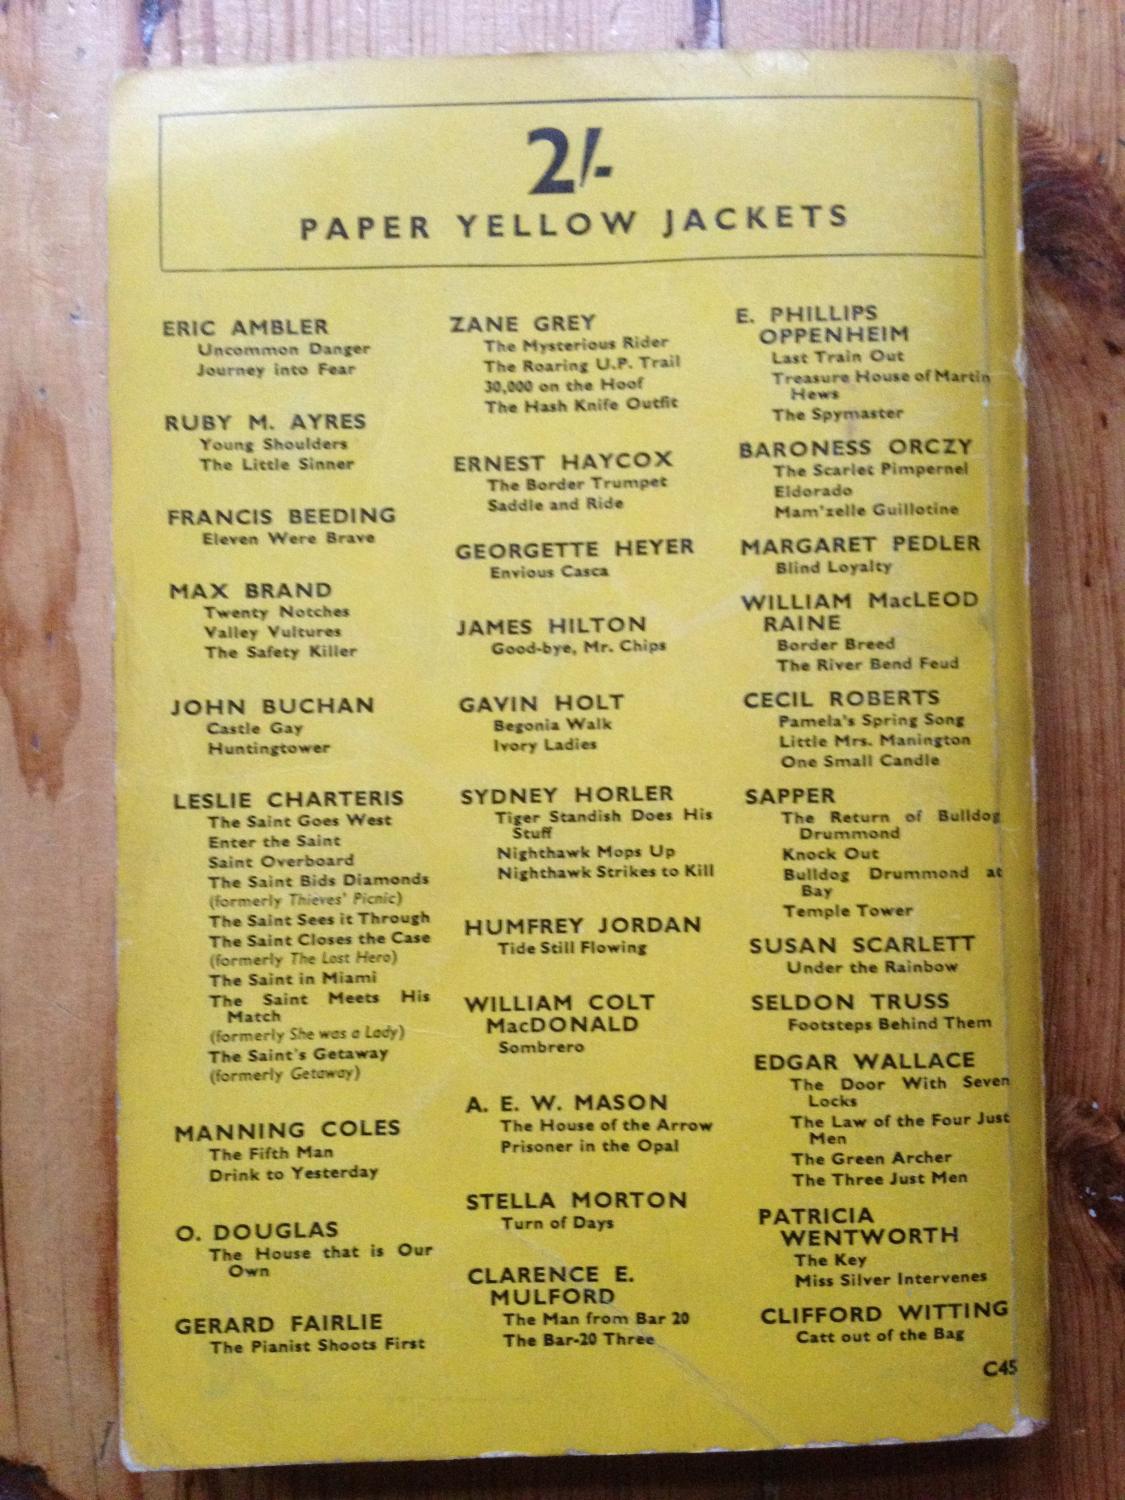 2/-
PAPER YELLOW JACKETS
ERIC AMBLER
Uncommon Danger
Journey into Fear
RUBY M. AYRES
Young Shoulders
The Little Sinner
FRANCIS BEEDING
Eleven Were Brave
MAX BRAND
Twenty Notches
Valley Vultures
The Safety Killer
JOHN BUCHAN
Castle Gay
Huntingtower
LESLIE CHARTERIS
The Saint Goes West
Enter the Saint
Saint Overboard
The Saint Bids Diamonds
(formerly Thieves' Picnic)
The Saint Sees it Through
The Saint Closes the Case
(formerly The Lost Hero)
The Saint in Miami
The Saint Meets His
Match
(formerly She was a Lady)
The Saint's Getaway
(formerly Getaway)
MANNING COLES
The Fifth Man
Drink to Yesterday
O. DOUGLAS
The House that is Our
Own
GERARD FAIRLIE
The Pianist Shoots First
ZANE GREY
The Mysterious Rider
The Roaring U.P. Trail
30,000 on the Hoof
The Hash Knife Outfit
ERNEST HAYCOX
The Border Trumpet
Saddle and Ride
GEORGETTE HEYER
Envious Casca
JAMES HILTON
Good-bye, Mr. Chips
GAVIN HOLT
Begonia Walk
Ivory Ladies
SYDNEY HORLER
Tiger Standish Does His
Stuff
Nighthawk Mops Up
Nighthawk Strikes to Kill
HUMFREY JORDAN
Tide Still Flowing
WILLIAM COLT
MacDONALD
Sombrero
A. E. W. MASON
The House of the Arrow
Prisoner in the Opal
STELLA MORTON
Turn of Days
CLARENCE E.
MULFORD
The Man from Bar 20
The Bar-20 Three
E. PHILLIPS
OPPENHEIM
Last Train Out
Treasure House of Martin
Hews
The Spymaster
BARONESS ORCZY
The Scarlet Pimpernel
Eldorado
Mam'zelle Guillotine
MARGARET PEDLER
Blind Loyalty
WILLIAM MacLEOD
RAINE
Border Breed
The River Bend Feud
CECIL ROBERTS
Pamela's Spring Song
Little Mrs. Manington
One Small Candle
SAPPER
The Return of Bulldog
Drummond
Knock Out
Bulldog Drummond at
Bay
Temple Tower
SUSAN SCARLETT
Under the Rainbow
SELDON TRUSS
Footsteps Behind Them
EDGAR WALLACE
The Door With Seven
Locks
The Law of the Four Just
Men
The Green Archer
The Three Just Men
PATRICIA
WENTWORTH
The Key
Miss Silver Intervenes
CLIFFORD WITTING
Catt out of the Bag
C45